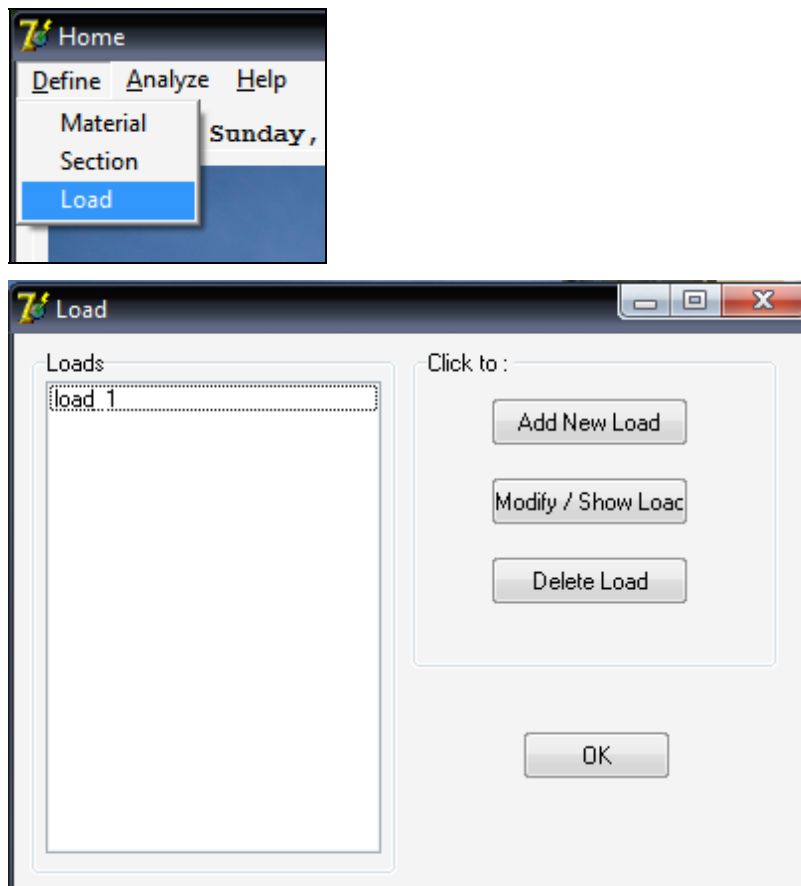 Home
Define Analyze Help
Material
Sunday,
Section
Load
Load
Loads
load_1
Click to :
Add New Load
Modify / Show Loac
Delete Load
OK